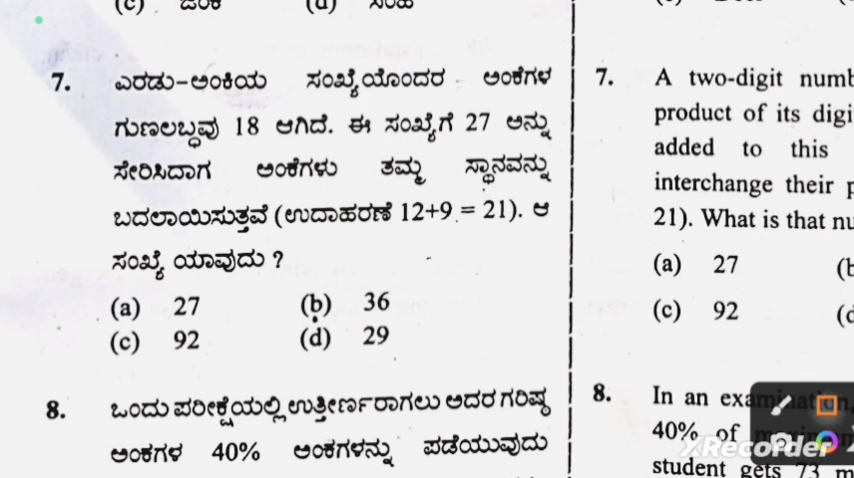 7. ಎರಡು-ಅಂಕಿಯ ಸಂಖ್ಯೆಯೊಂದರ ಅಂಕೆಗಳ
ಗುಣಲಬ್ಧವು 18 ಆಗಿದೆ. ಈ ಸಂಖ್ಯೆಗೆ 27 ಅನ್ನು
ಸೇರಿಸಿದಾಗ ಅಂಕೆಗಳು ತಮ್ಮ ಸ್ಥಾನವನ್ನು
ಬದಲಾಯಿಸುತ್ತವೆ (ಉದಾಹರಣೆ 12+9 = 21). ಆ
ಸಂಖ್ಯೆ ಯಾವುದು ?
(a) 27 (b) 36
(c) 92 (d) 29
8. ಒಂದು ಪರೀಕ್ಷೆಯಲ್ಲಿ ಉತ್ತೀರ್ಣರಾಗಲು ಅದರ ಗರಿಷ್ಠ
ಅಂಕಗಳ 40% ಅಂಕಗಳನ್ನು ಪಡೆಯುವುದು
7. A two-digit numb
product of its digi
added to this
interchange their p
21). What is that nu
(a) 27 (b
(c) 92 (d
8. In an examination,
40% of
student gets 73 m
XRecorder